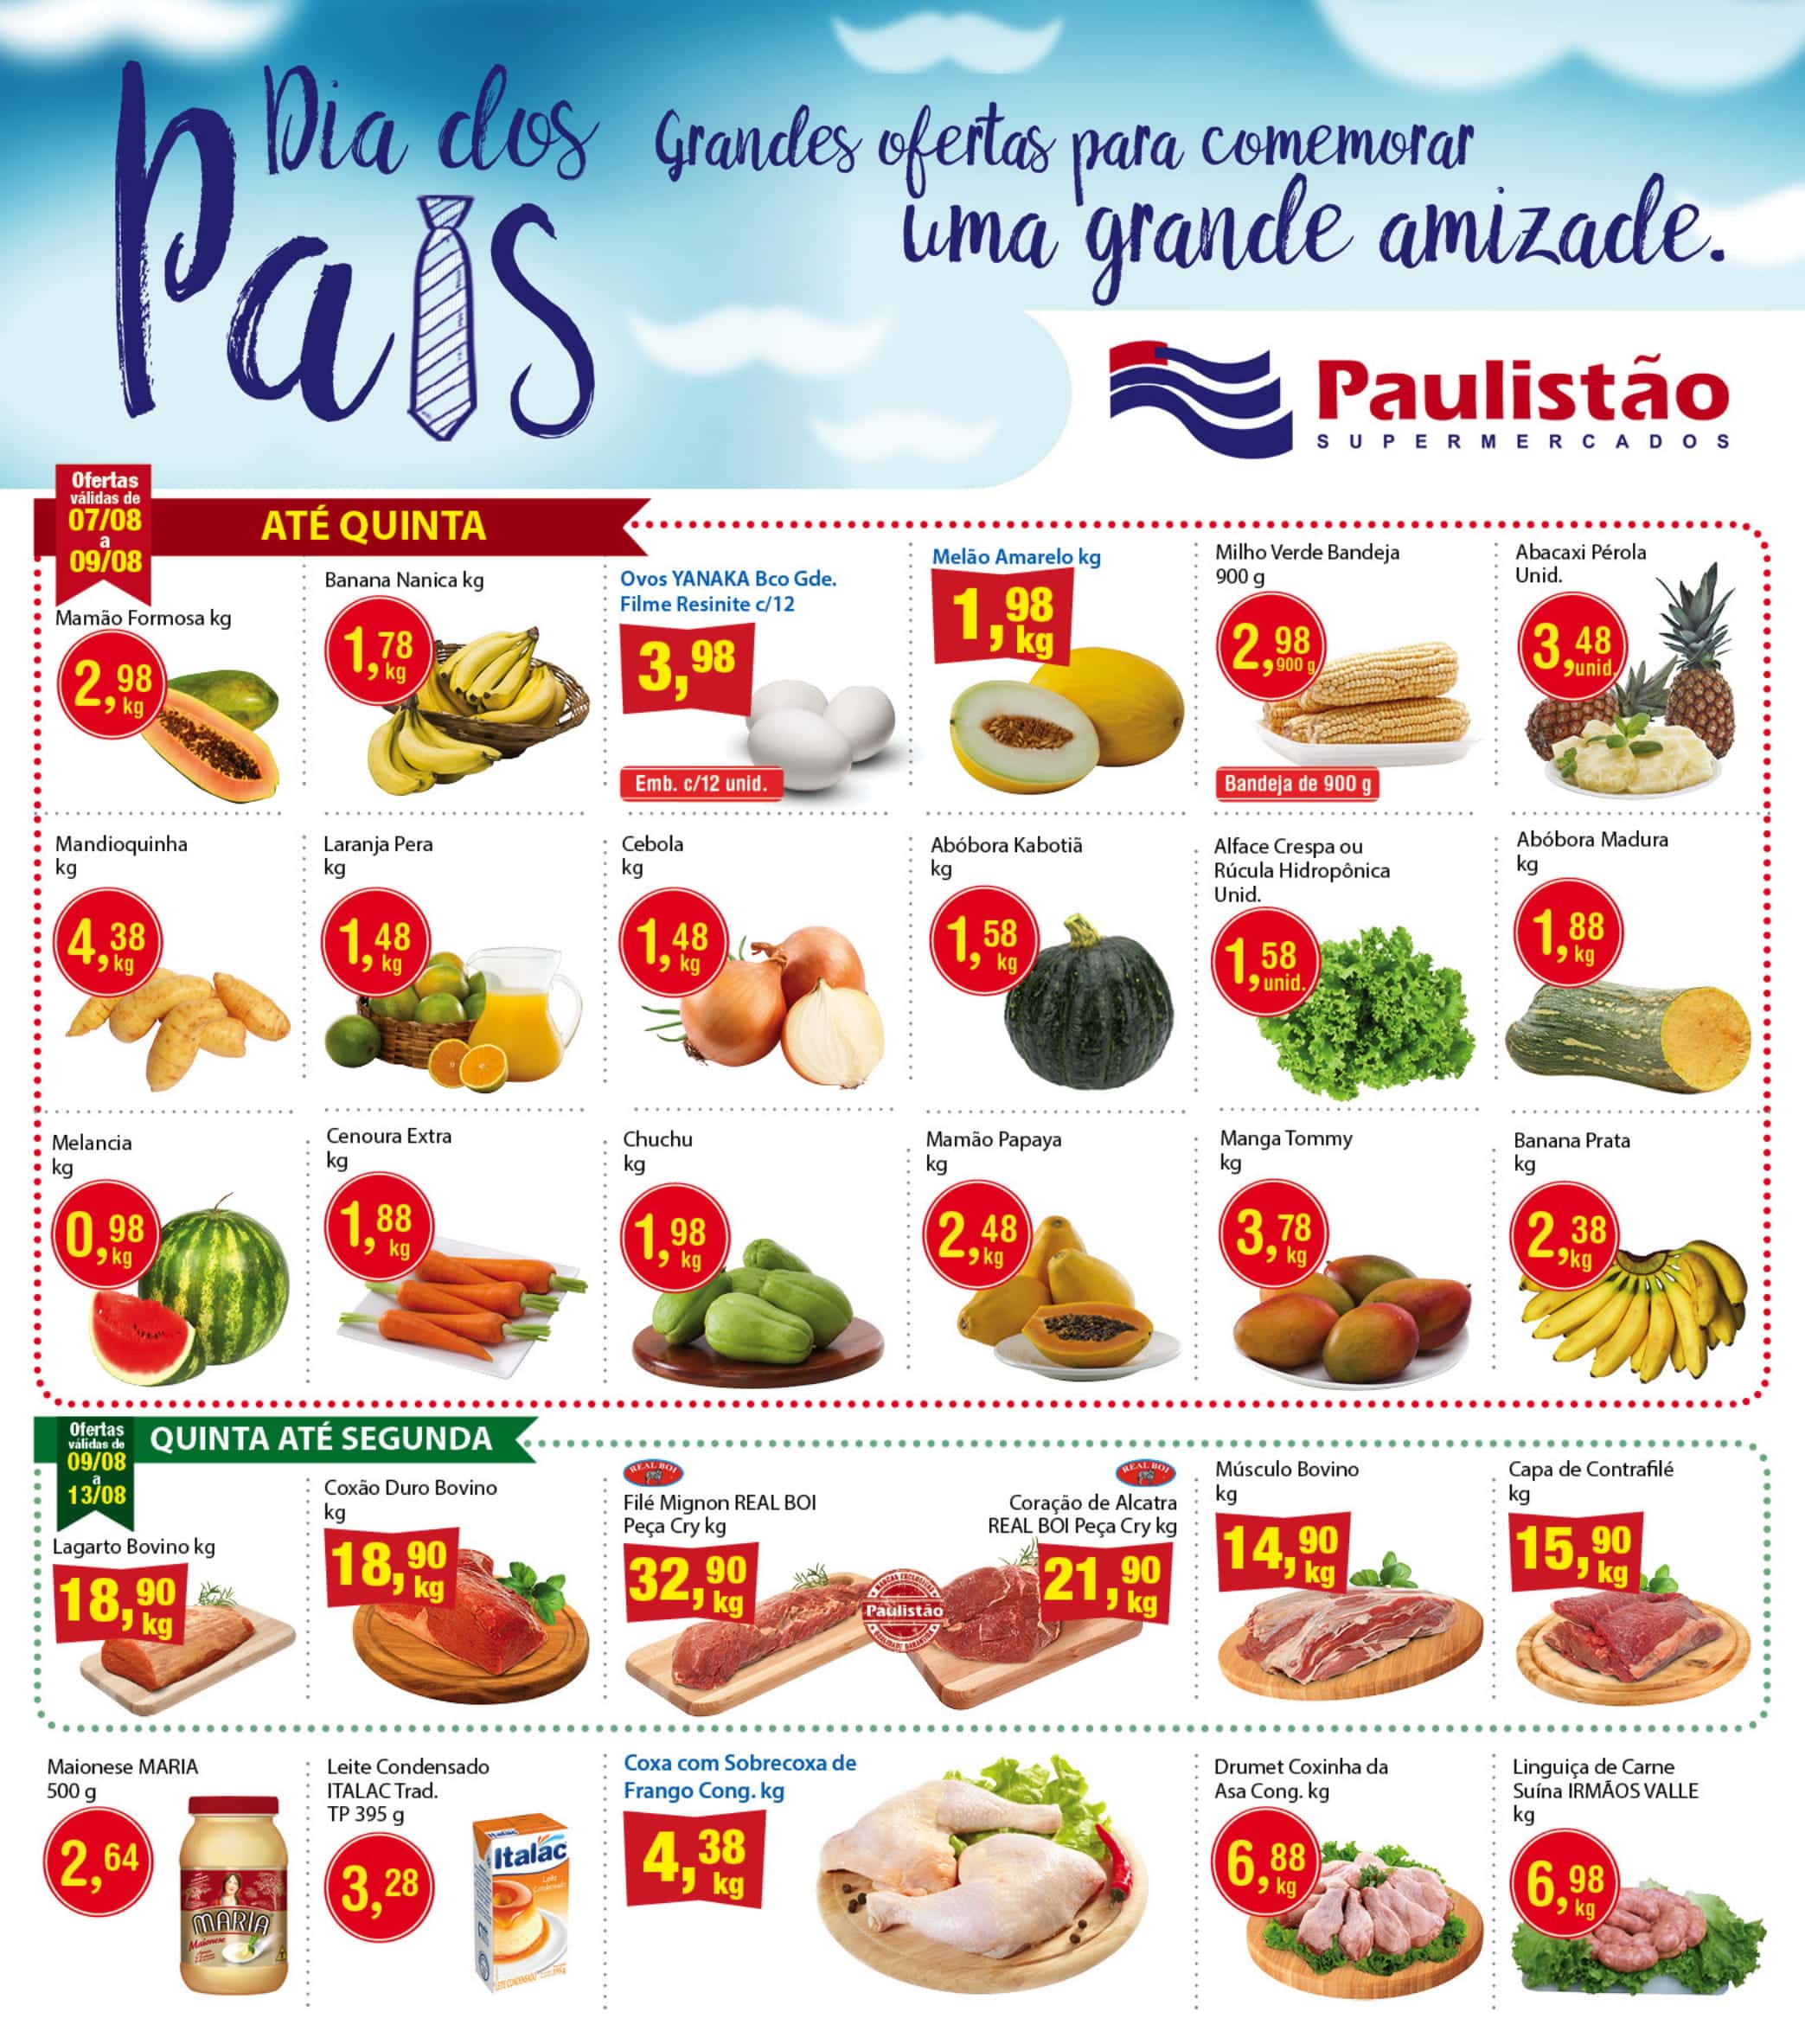 Dia dos
Pais
Grandes ofertas para comemorar
uma grande amizade.
Paulistão
SUPERMERCADOS
Ofertas
válidas de
07/08
a
09/08
ATÉ QUINTA
Mamão Formosa kg
2,98
kg
Banana Nanica kg
1,78
kg
Ovos YANAKA Bco Gde.
Filme Resinite c/12
3,98
Emb. c/12 unid.
Melão Amarelo kg
1,98
kg
Milho Verde Bandeja
900 g
2,98
900 g
Bandeja de 900 g
Abacaxi Pérola
Unid.
3,48
unid.
Mandioquinha
kg
4,38
kg
Laranja Pera
kg
1,48
kg
Cebola
kg
1,48
kg
Abóbora Kabotiã
kg
1,58
kg
Alface Crespa ou
Rúcula Hidropônica
Unid.
1,58
unid.
Abóbora Madura
kg
1,88
kg
Melancia
kg
0,98
kg
Cenoura Extra
kg
1,88
kg
Chuchu
kg
1,98
kg
Mamão Papaya
kg
2,48
kg
Manga Tommy
kg
3,78
kg
Banana Prata
kg
2,38
kg
Ofertas
válidas de
09/08
a
13/08
QUINTA ATÉ SEGUNDA
Lagarto Bovino kg
18,90
kg
Coxão Duro Bovino
kg
18,90
kg
REAL BOI
Filé Mignon REAL BOI
Peça Cry kg
32,90
kg
Paulistão
REAL BOI
Coração de Alcatra
REAL BOI Peça Cry kg
21,90
kg
Músculo Bovino
kg
14,90
kg
Capa de Contrafilé
kg
15,90
kg
Maionese MARIA
500 g
2,64
MARIA
Maionese
Leite Condensado
ITALAC Trad.
TP 395 g
3,28
Italac
Italac
Leite
Condensado
LEITE CONDENSADO
Coxa com Sobrecoxa de
Frango Cong. kg
4,38
kg
Drumet Coxinha da
Asa Cong. kg
6,88
kg
Linguiça de Carne
Suína IRMÃOS VALLE
kg
6,98
kg